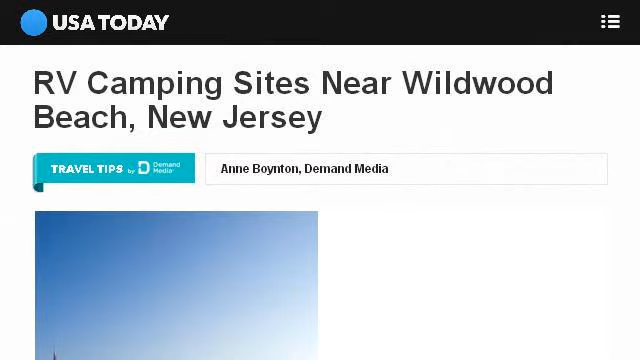 USA TODAY
RV Camping Sites Near Wildwood
Beach, New Jersey
TRAVEL TIPS by Demand Media
Anne Boynton, Demand Media